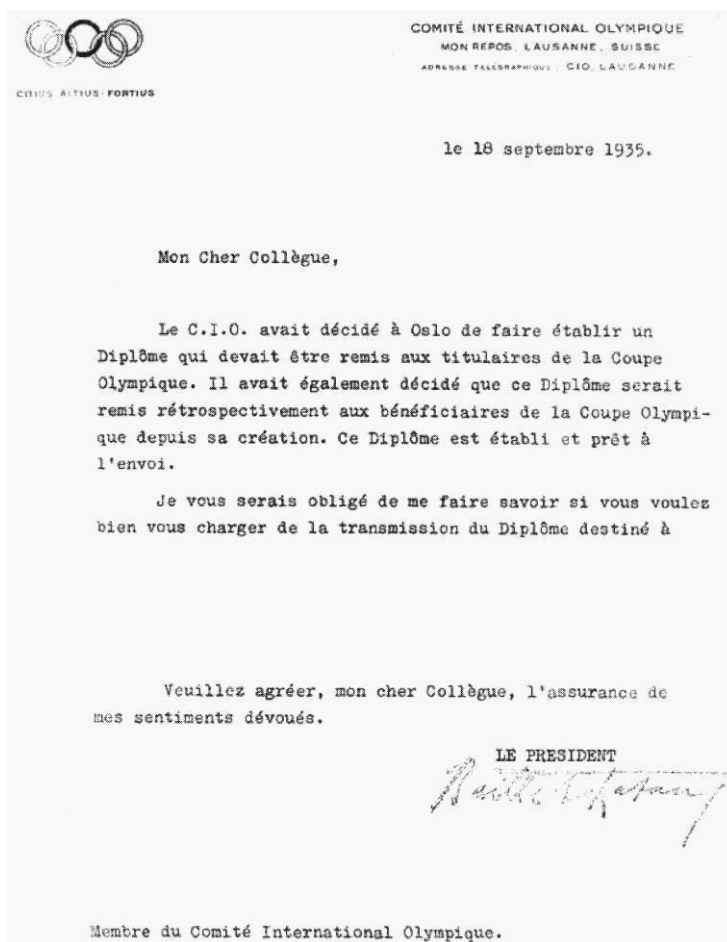 COMITÉ INTERNATIONAL OLYMPIQUE
MON REPOS, LAUSANNE, SUISSE
ADRESSE TELEGRAPHIQUE: CIO, LAUSANNE
CITIUS ALTIUS-FORTIUS
le 18 septembre 1935.
Mon Cher Collègue,
Le C.I.O. avait décidé à Oslo de faire établir un
Diplôme qui devait être remis aux titulaires de la Coupe
Olympique. Il avait également décidé que ce Diplôme serait
remis rétrospectivement aux bénéficiaires de la Coupe Olympi-
que depuis sa création. Ce Diplôme est établi et prêt à
l'envoi.
Je vous serais obligé de me faire savoir si vous voulez
bien vous charger de la transmission du Diplôme destiné à
Veuillez agréer, mon cher Collègue, l'assurance de
mes sentiments dévoués.
LE PRESIDENT
Membre du Comité International Olympique.